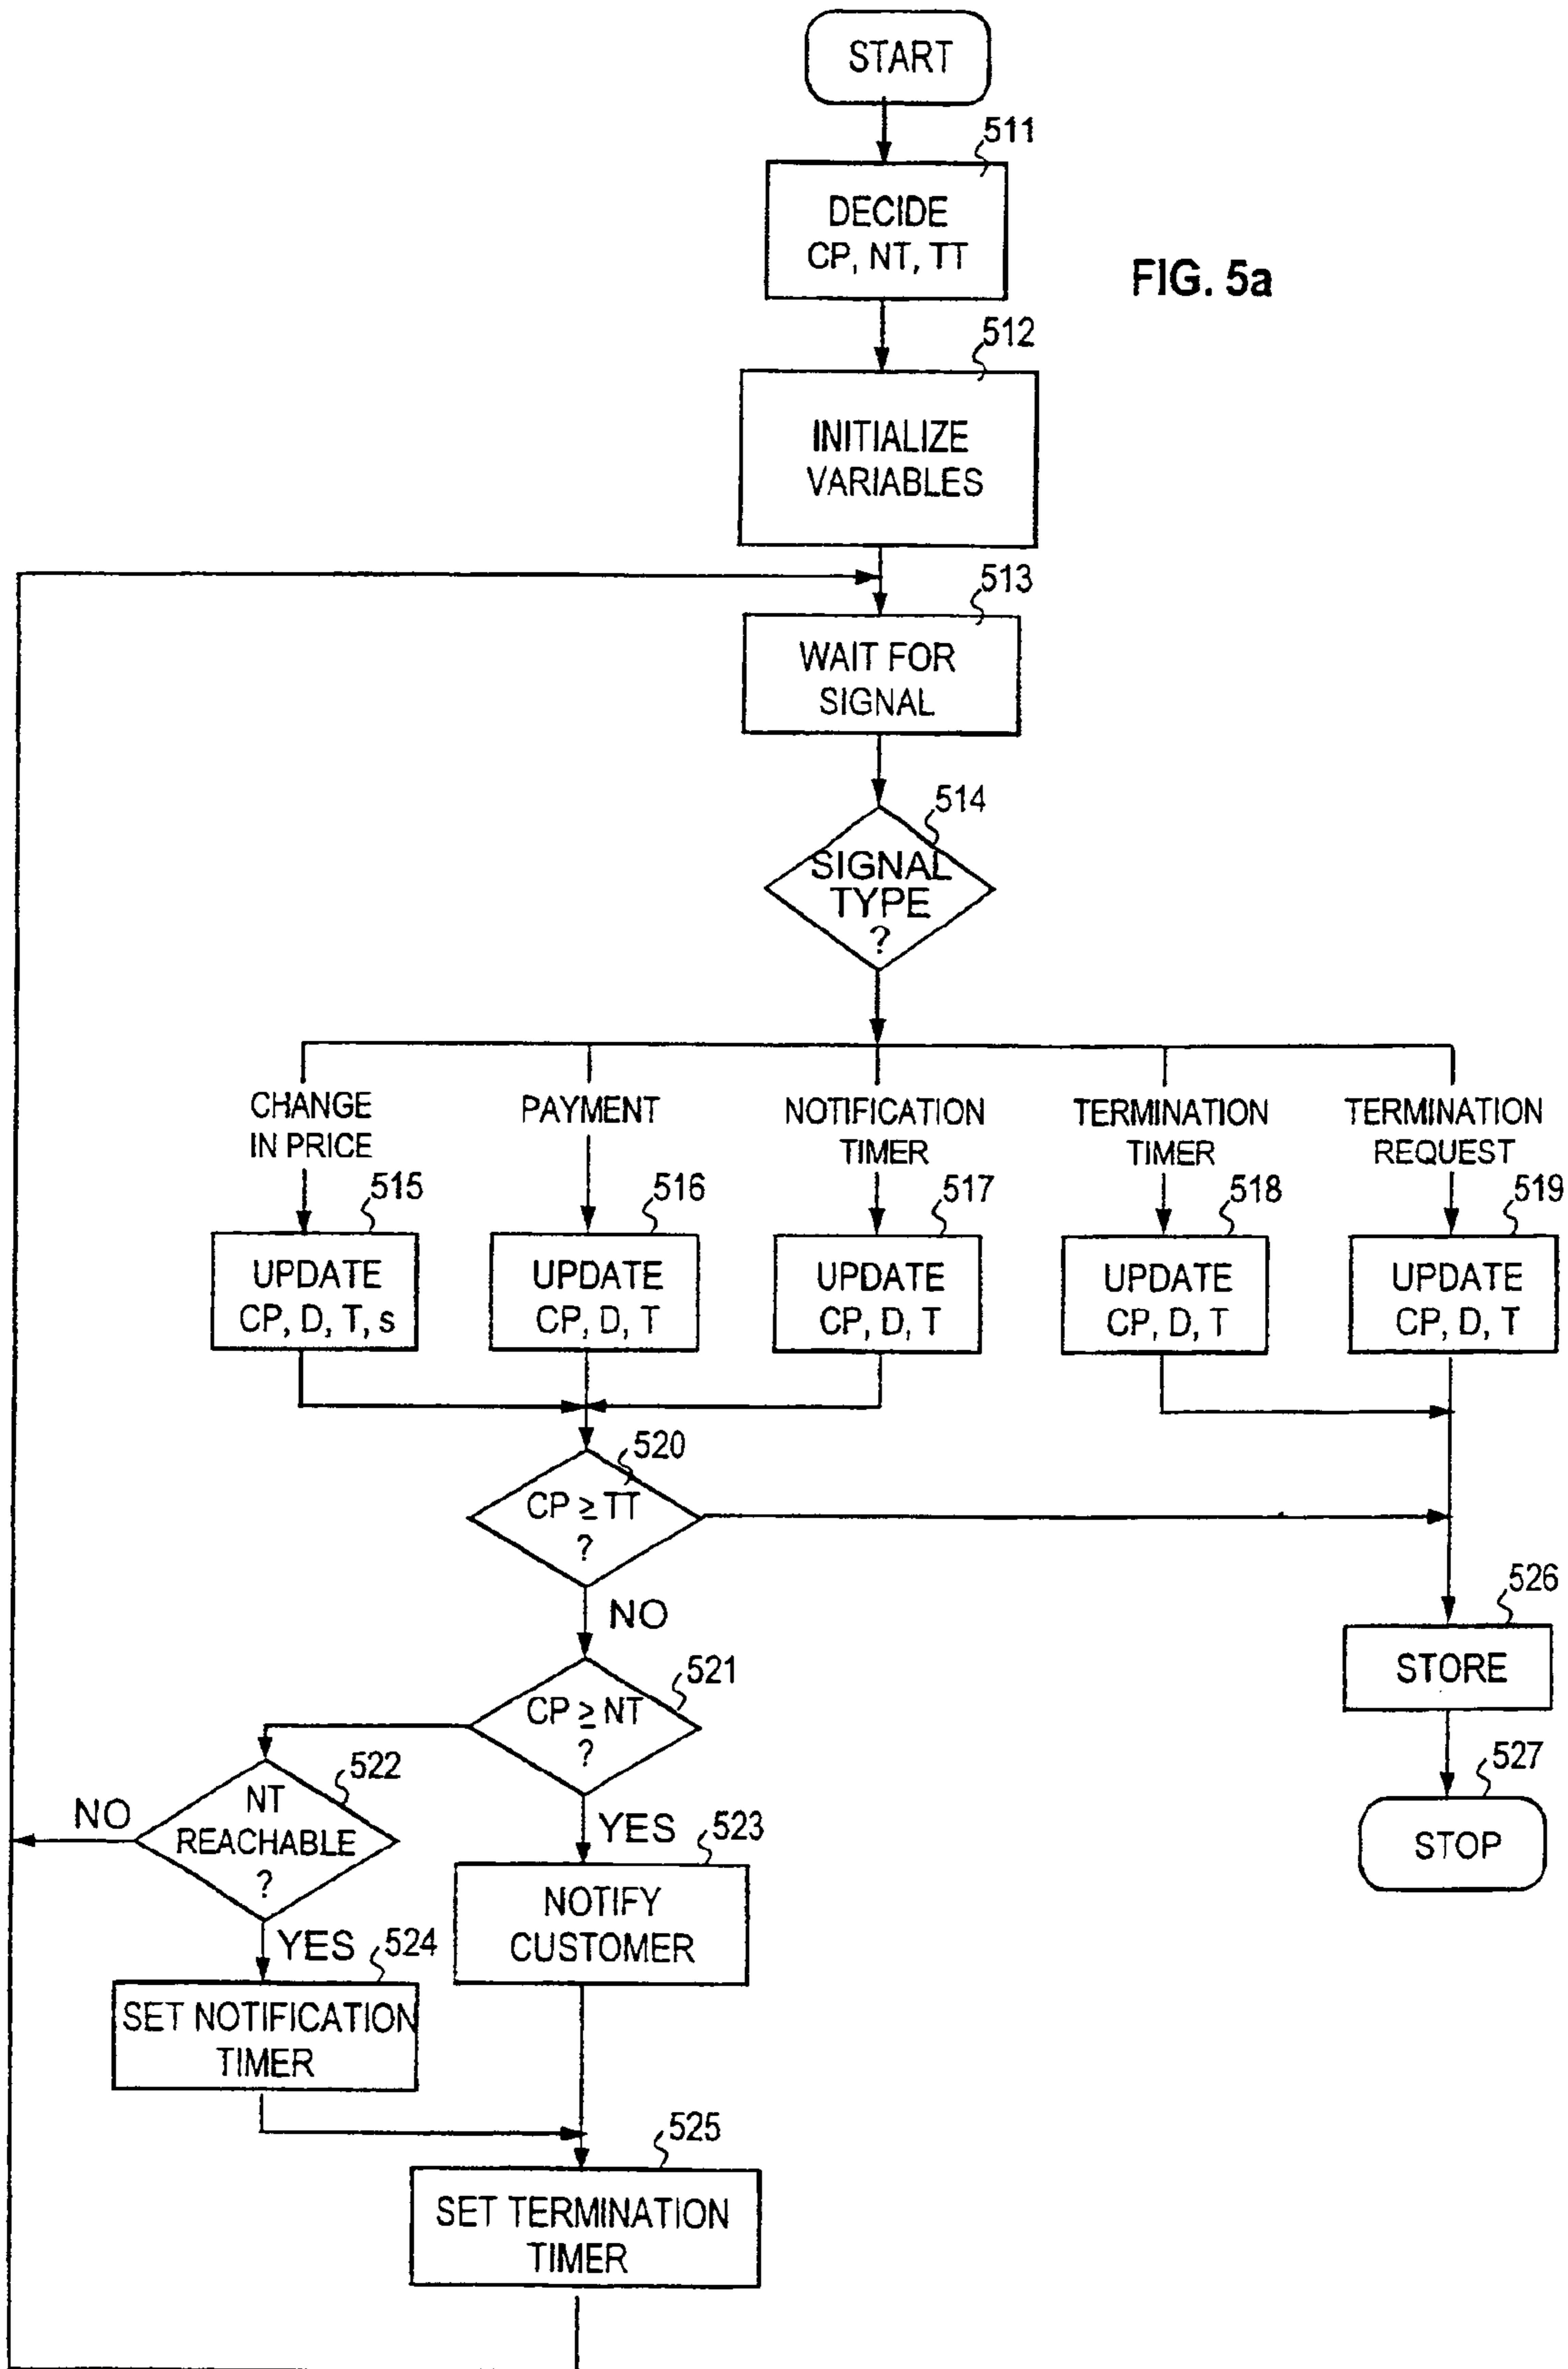 START
511
DECIDE
CP, NT, TT
FIG. 5a
512
INITIALIZE
VARIABLES
513
WAIT FOR
SIGNAL
514
SIGNAL
TYPE
?
CHANGE
IN PRICE
PAYMENT
NOTIFICATION
TIMER
TERMINATION
TIMER
TERMINATION
REQUEST
515
516
517
518
519
UPDATE
CP, D, T, s
UPDATE
CP, D, T
UPDATE
CP, D, T
UPDATE
CP, D, T
UPDATE
CP, D, T
520
CP ≥ TT
?
NO
526
STORE
521
CP ≥ NT
?
522
NT
REACHABLE
?
NO
YES
527
STOP
YES
523
NOTIFY
CUSTOMER
524
SET NOTIFICATION
TIMER
525
SET TERMINATION
TIMER